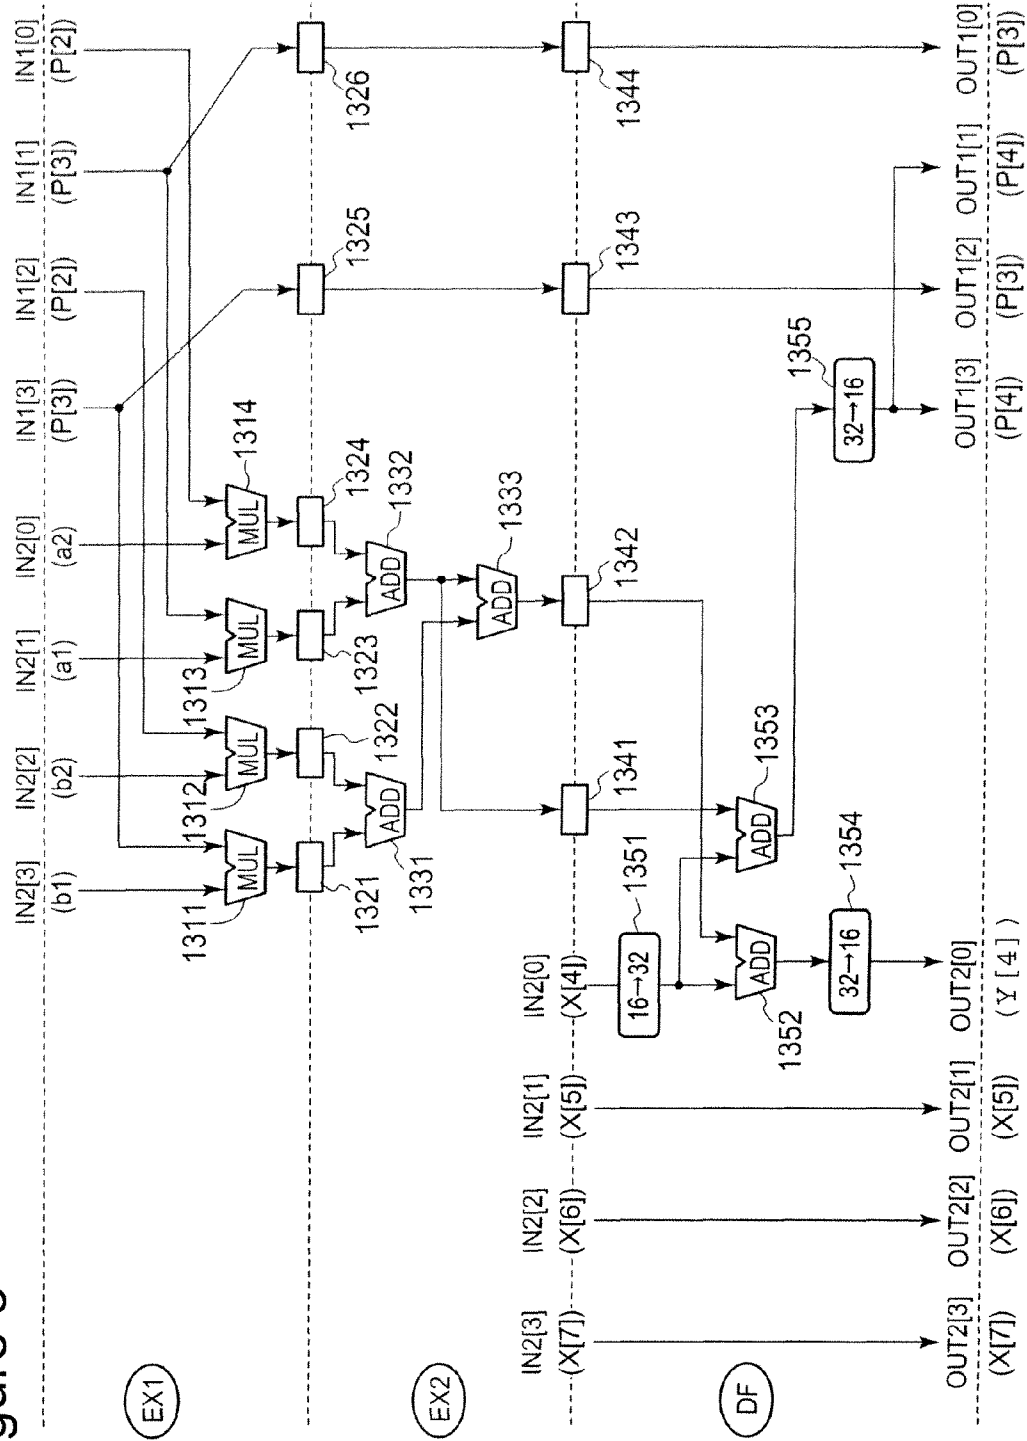 IN2[3] IN2[2] IN2[1] IN2[0] IN1[3] IN1[2] IN1[1] IN1[0]
(b1) (b2) (a1) (a2) (P[3]) (P[2]) (P[3]) (P[2])
EX1
MUL MUL MUL MUL
1311 1312 1313 1314
1321 1322 1323 1324 1325 1326
EX2
ADD ADD
1331 1332
ADD
1333
IN2[3] IN2[2] IN2[1] IN2[0]
(X[7]) (X[6]) (X[5]) (X[4])
1341 1342 1343 1344
DF
16→32
1351
ADD ADD
1352 1353
32→16 32→16
1354 1355
OUT2[3] OUT2[2] OUT2[1] OUT2[0] OUT1[3] OUT1[2] OUT1[1] OUT1[0]
(X[7]) (X[6]) (X[5]) (Y[4]) (P[4]) (P[3]) (P[4]) (P[3])